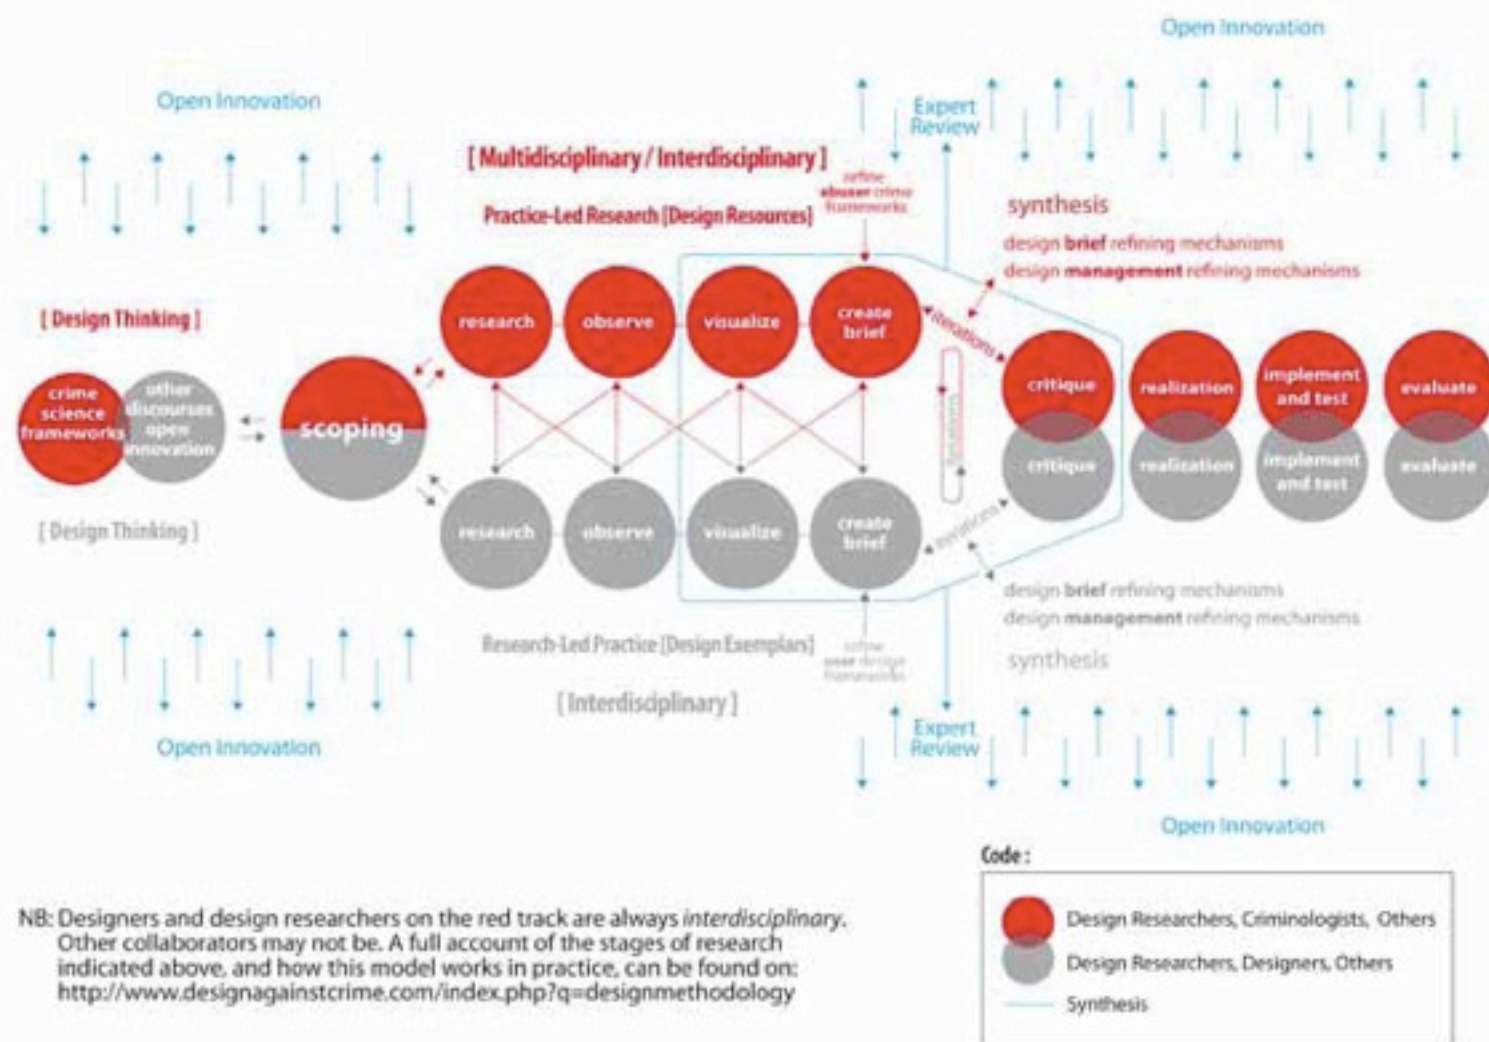 Open Innovation
Open Innovation
Expert
Review
[ Multidisciplinary / Interdisciplinary ]
refine
abuser crime
frameworks
Practice-Led Research [Design Resources]
synthesis
design brief refining mechanisms
design management refining mechanisms
[ Design Thinking ]
research
observe
visualize
create
brief
iterations
crime
science
frameworks
other
discourses
open
innovation
scoping
critique
realization
implement
and test
evaluate
iterations
critique
realization
implement
and test
evaluate
[ Design Thinking ]
research
observe
visualize
create
brief
iterations
design brief refining mechanisms
design management refining mechanisms
Research-Led Practice [Design Exemplars]
refine
user design
frameworks
synthesis
[ Interdisciplinary ]
Open Innovation
Expert
Review
Open Innovation
Code :
Design Researchers, Criminologists, Others
Design Researchers, Designers, Others
Synthesis
NB: Designers and design researchers on the red track are always interdisciplinary.
Other collaborators may not be. A full account of the stages of research
indicated above, and how this model works in practice, can be found on:
http://www.designagainstcrime.com/index.php?q=designmethodology